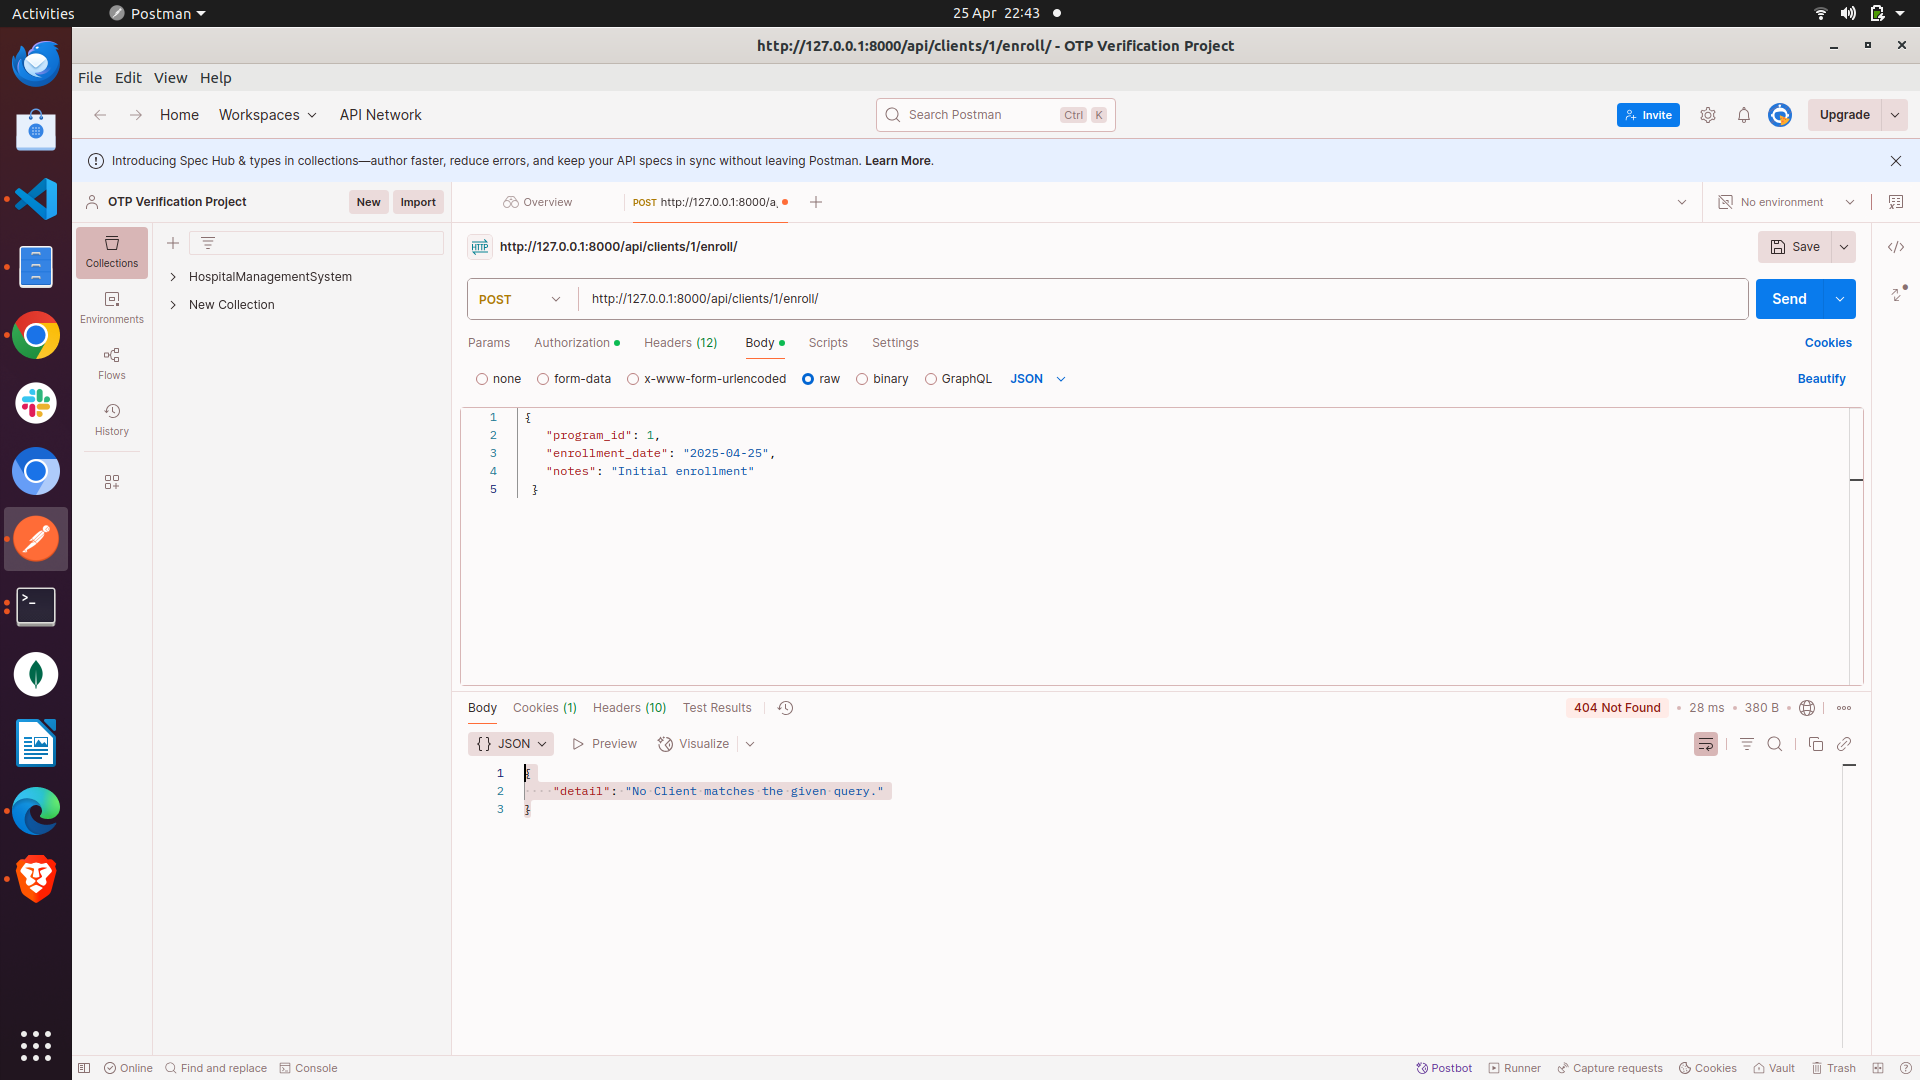 Activities
Postman
25 Apr 22:43
http://127.0.0.1:8000/api/clients/1/enroll/ - OTP Verification Project
File Edit View Help
Home Workspaces API Network
Search Postman Ctrl K
Invite
Upgrade
Introducing Spec Hub & types in collections—author faster, reduce errors, and keep your API specs in sync without leaving Postman. Learn More.
OTP Verification Project
New
Import
Overview
POST http://127.0.0.1:8000/a
No environment
Collections
Environments
Flows
History
HospitalManagementSystem
New Collection
HTTP http://127.0.0.1:8000/api/clients/1/enroll/
Save
POST http://127.0.0.1:8000/api/clients/1/enroll/
Send
Params Authorization Headers (12) Body Scripts Settings
Cookies
none form-data x-www-form-urlencoded raw binary GraphQL JSON
Beautify
1 {
2 "program_id": 1,
3 "enrollment_date": "2025-04-25",
4 "notes": "Initial enrollment"
5 }
Body Cookies (1) Headers (10) Test Results
404 Not Found • 28 ms • 380 B •
{} JSON Preview Visualize
1 {
2 "detail": "No Client matches the given query."
3 }
Online Find and replace Console
Postbot Runner Capture requests Cookies Vault Trash